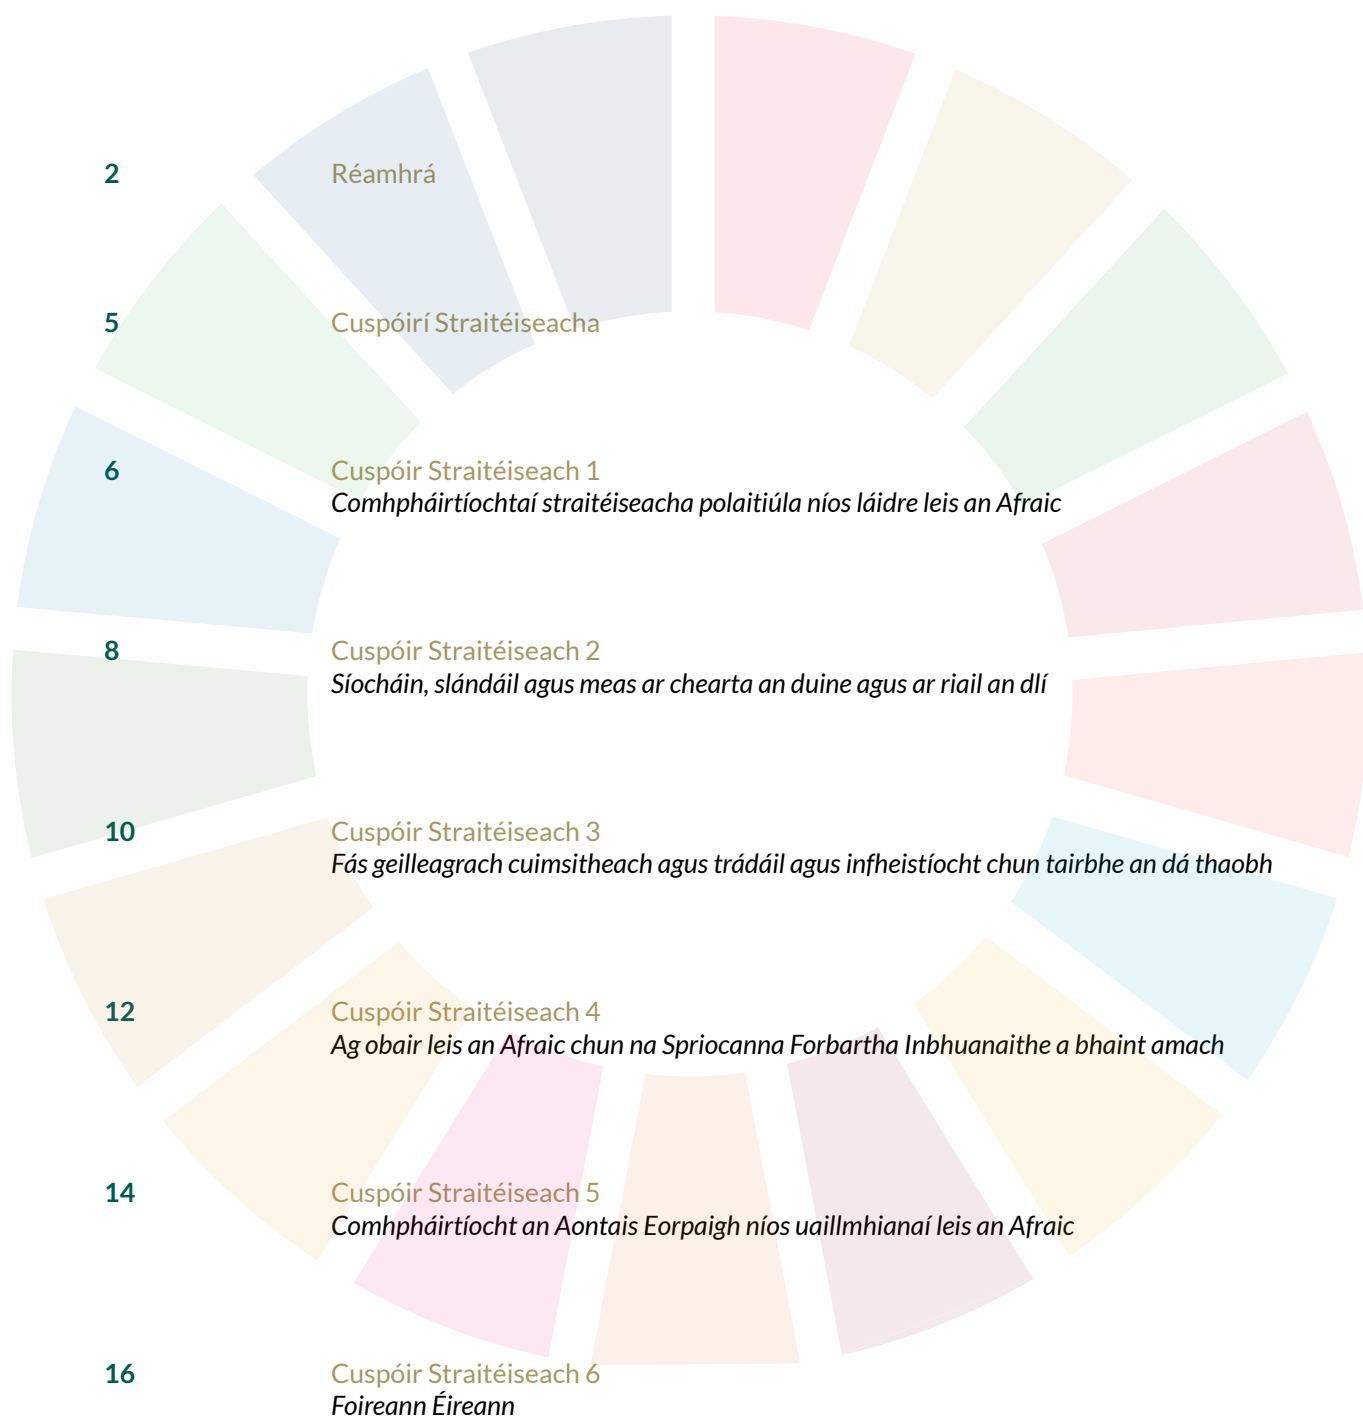 2 Réamhrá
5 Cuspóirí Straitéiseacha
6 Cuspóir Straitéiseach 1
Comhpháirtíochtaí straitéiseacha polaitiúla níos láidre leis an Afraic
8 Cuspóir Straitéiseach 2
Síocháin, slándáil agus meas ar chearta an duine agus ar riail an dlí
10 Cuspóir Straitéiseach 3
Fás geilleagrach cuimsitheach agus trádáil agus infheistíocht chun tairbhe an dá thaobh
12 Cuspóir Straitéiseach 4
Ag obair leis an Afraic chun na Spriocanna Forbartha Inbhuanaithe a bhaint amach
14 Cuspóir Straitéiseach 5
Comhpháirtíocht an Aontais Eorpaigh níos uaillmhianaí leis an Afraic
16 Cuspóir Straitéiseach 6
Foireann Éireann